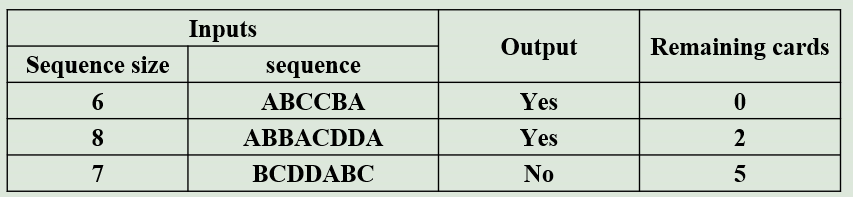 Inputs Output Remaining cards
Sequence size sequence
6 ABCCBA Yes 0
8 ABBACDDA Yes 2
7 BCDDABC No 5